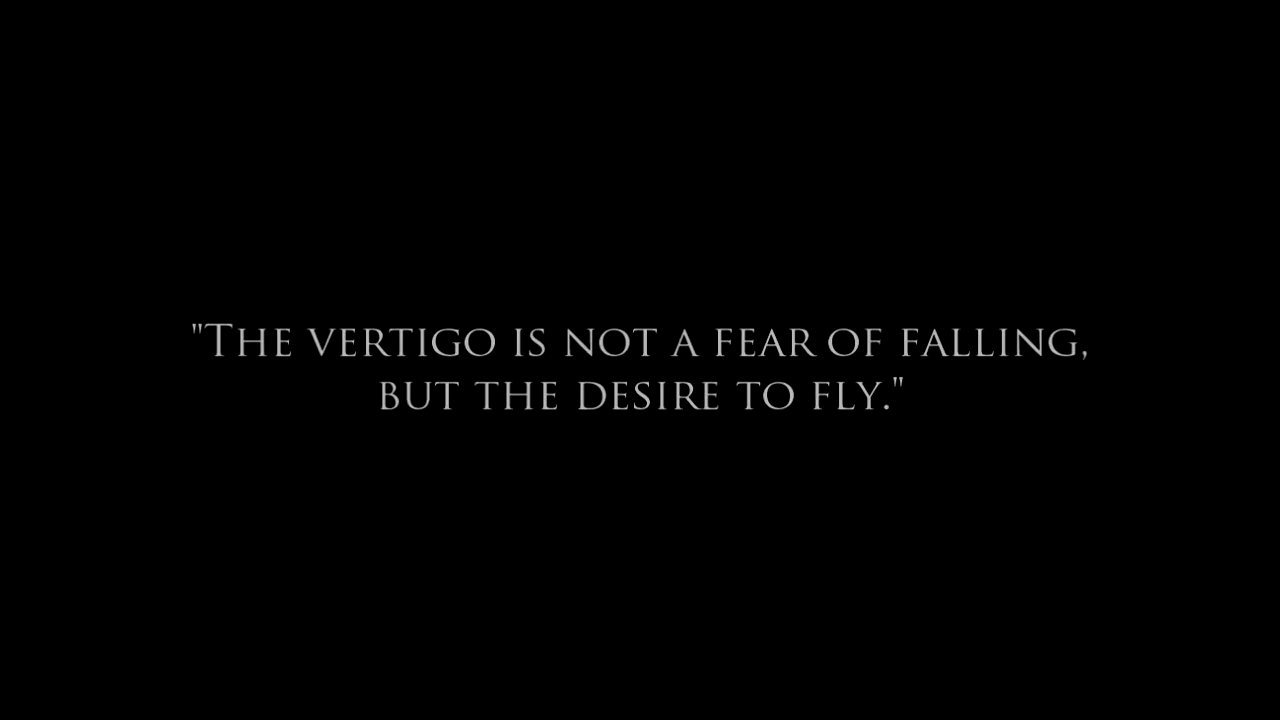 "The vertigo is not a fear of falling,
but the desire to fly."